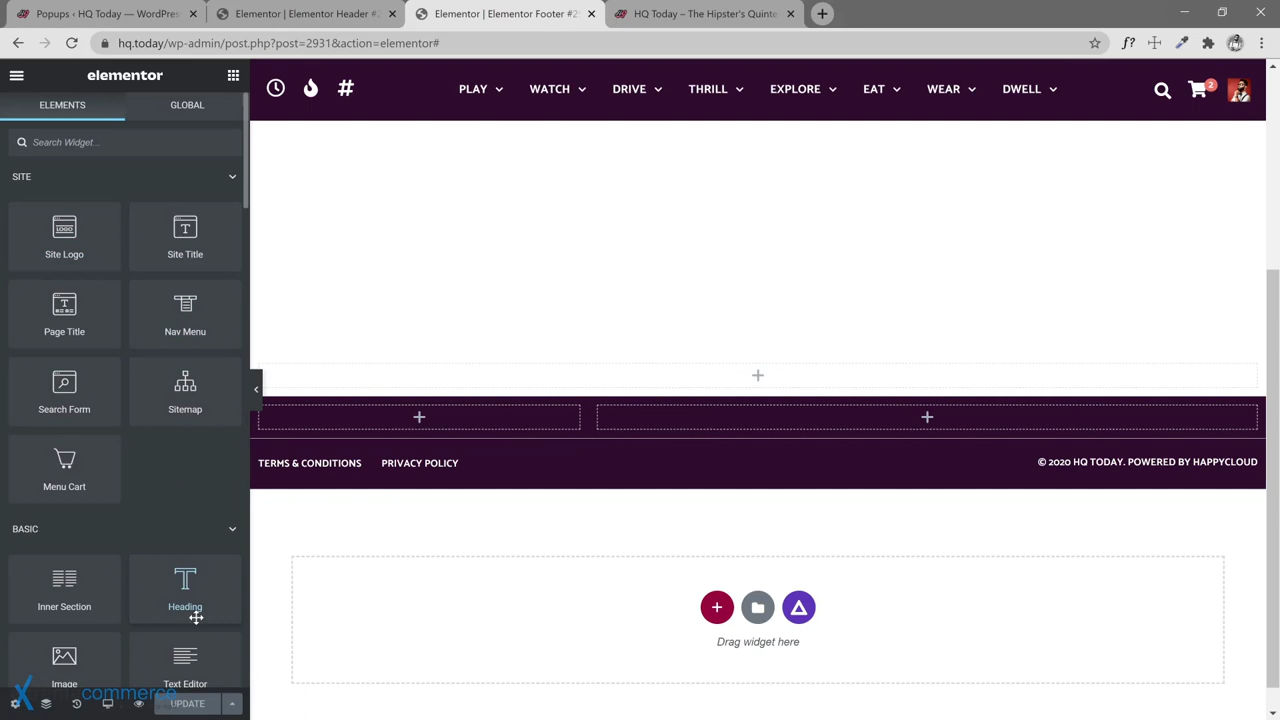 Popups ‹ HQ Today — WordPres
Elementor | Elementor Header #2
Elementor | Elementor Footer #2
HQ Today – The Hipster's Quinte
hq.today/wp-admin/post.php?post=2931&action=elementor#
elementor
ELEMENTS GLOBAL
Search Widget...
SITE
LOGO
Site Logo Site Title
Page Title Nav Menu
Search Form Sitemap
Menu Cart
BASIC
Inner Section Heading
Image Text Editor
commerce
UPDATE
PLAY WATCH DRIVE THRILL EXPLORE EAT WEAR DWELL
2
TERMS & CONDITIONS PRIVACY POLICY
© 2020 HQ TODAY. POWERED BY HAPPYCLOUD
Drag widget here